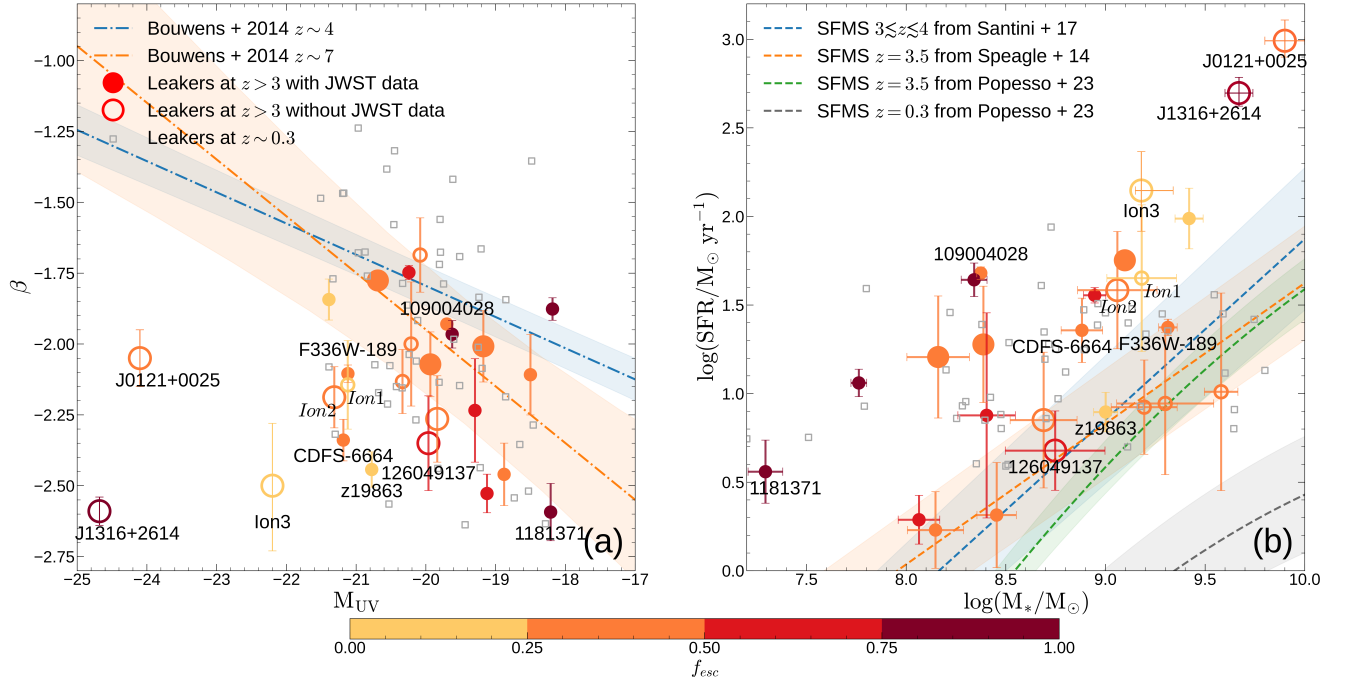 Bouwens + 2014 z ~ 4
Bouwens + 2014 z ~ 7
Leakers at z > 3 with JWST data
Leakers at z > 3 without JWST data
Leakers at z ~ 0.3
−1.00
−1.25
−1.50
−1.75
−2.00
−2.25
−2.50
−2.75
β
−25
−24
−23
−22
−21
−20
−19
−18
−17
M_UV
109004028
F336W-189
J0121+0025
Ion2
Ion1
CDFS-6664
126049137
z19863
Ion3
J1316+2614
1181371
(a)
SFMS 3≲z≲4 from Santini + 17
SFMS z = 3.5 from Speagle + 14
SFMS z = 3.5 from Popesso + 23
SFMS z = 0.3 from Popesso + 23
3.0
2.5
2.0
1.5
1.0
0.5
0.0
log(SFR/M⊙ yr⁻¹)
7.5
8.0
8.5
9.0
9.5
10.0
log(M*/M⊙)
J0121+0025
J1316+2614
Ion3
109004028
Ion1
Ion2
CDFS-6664
F336W-189
z19863
126049137
1181371
(b)
0.00
0.25
0.50
0.75
1.00
f_esc